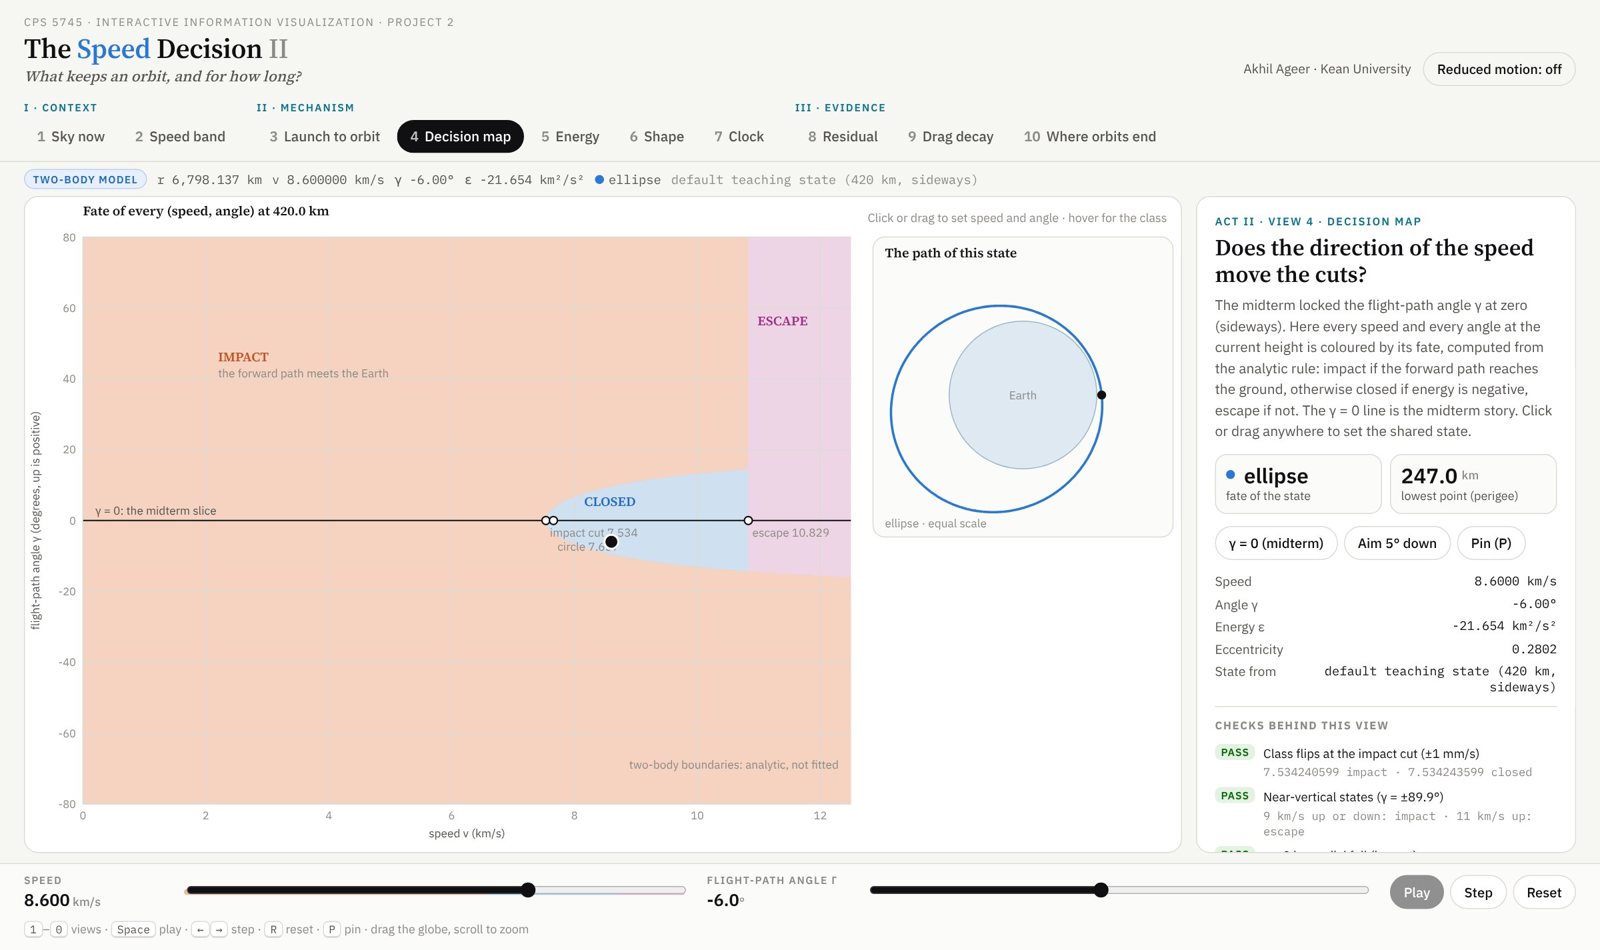 CPS 5745 · INTERACTIVE INFORMATION VISUALIZATION · PROJECT 2
The Speed Decision II
What keeps an orbit, and for how long?
Akhil Ageer · Kean University
Reduced motion: off
I · CONTEXT
II · MECHANISM
III · EVIDENCE
1 Sky now
2 Speed band
3 Launch to orbit
4 Decision map
5 Energy
6 Shape
7 Clock
8 Residual
9 Drag decay
10 Where orbits end
TWO-BODY MODEL
r 6,798.137 km v 8.600000 km/s γ -6.00° ε -21.654 km²/s² ellipse default teaching state (420 km, sideways)
Fate of every (speed, angle) at 420.0 km
Click or drag to set speed and angle · hover for the class
80
60
40
20
0
-20
-40
-60
-80
flight-path angle γ (degrees, up is positive)
IMPACT
the forward path meets the Earth
ESCAPE
CLOSED
γ = 0: the midterm slice
impact cut 7.534
circle
escape 10.829
two-body boundaries: analytic, not fitted
0
2
4
6
8
10
12
speed v (km/s)
The path of this state
Earth
ellipse · equal scale
ACT II · VIEW 4 · DECISION MAP
Does the direction of the speed
move the cuts?
The midterm locked the flight-path angle γ at zero
(sideways). Here every speed and every angle at the
current height is coloured by its fate, computed from
the analytic rule: impact if the forward path reaches
the ground, otherwise closed if energy is negative,
escape if not. The γ = 0 line is the midterm story. Click
or drag anywhere to set the shared state.
ellipse
fate of the state
247.0 km
lowest point (perigee)
γ = 0 (midterm)
Aim 5° down
Pin (P)
Speed 8.6000 km/s
Angle γ -6.00°
Energy ε -21.654 km²/s²
Eccentricity 0.2802
State from default teaching state (420 km,
sideways)
CHECKS BEHIND THIS VIEW
PASS Class flips at the impact cut (±1 mm/s)
7.534240599 impact · 7.534243599 closed
PASS Near-vertical states (γ = ±89.9°)
9 km/s up or down: impact · 11 km/s up:
escape
SPEED
8.600 km/s
FLIGHT-PATH ANGLE Γ
-6.0°
Play
Step
Reset
1–0 views · Space play · ← → step · R reset · P pin · drag the globe, scroll to zoom